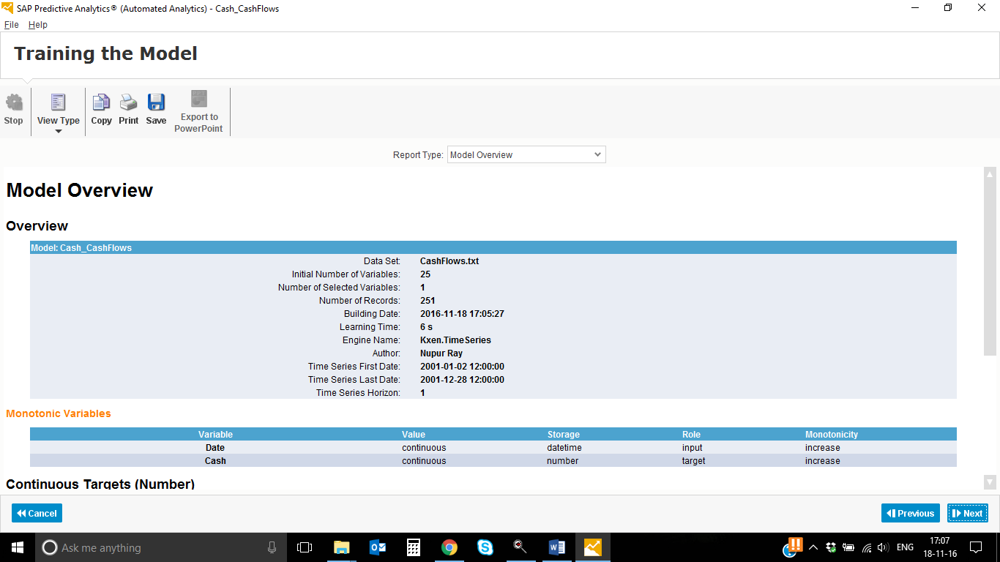 SAP Predictive Analytics® (Automated Analytics) - Cash_CashFlows
File Help
Training the Model
Stop
View Type
Copy
Print
Save
Export to
PowerPoint
Report Type: Model Overview
Model Overview
Overview
Model: Cash_CashFlows
Data Set: CashFlows.txt
Initial Number of Variables: 25
Number of Selected Variables: 1
Number of Records: 251
Building Date: 2016-11-18 17:05:27
Learning Time: 6 s
Engine Name: Kxen.TimeSeries
Author: Nupur Ray
Time Series First Date: 2001-01-02 12:00:00
Time Series Last Date: 2001-12-28 12:00:00
Time Series Horizon: 1
Monotonic Variables
Variable Value Storage Role Monotonicity
Date continuous datetime input increase
Cash continuous number target increase
Continuous Targets (Number)
Cancel Previous Next
Ask me anything
ENG
17:07
18-11-16